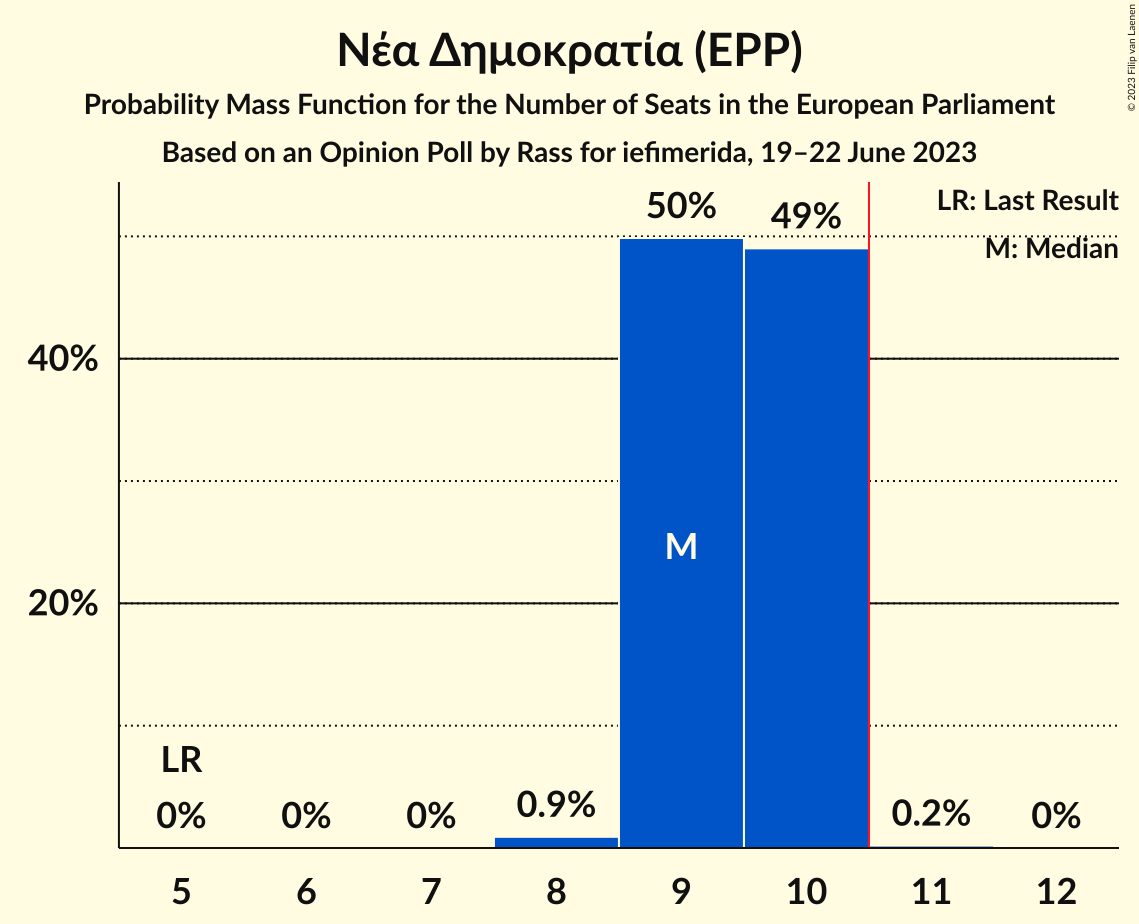 Νέα Δημοκρατία (EPP)
Probability Mass Function for the Number of Seats in the European Parliament
Based on an Opinion Poll by Rass for iefimerida, 19–22 June 2023
© 2023 Filip van Laenen
LR: Last Result
M: Median
50%
49%
40%
M
20%
LR
0%
0%
0%
0.9%
0.2%
0%
5
6
7
8
9
10
11
12